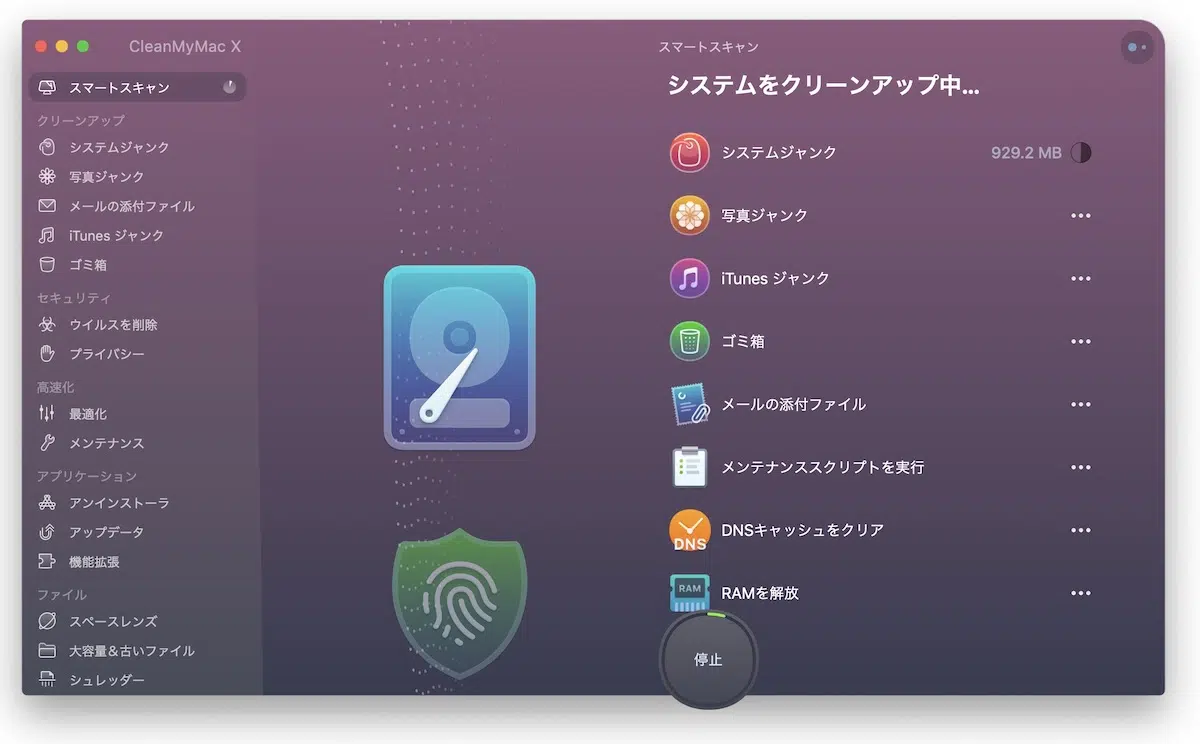 CleanMyMac X
スマートスキャン
クリーンアップ
システムジャンク
写真ジャンク
メールの添付ファイル
iTunes ジャンク
ゴミ箱
セキュリティ
ウイルスを削除
プライバシー
高速化
最適化
メンテナンス
アプリケーション
アンインストーラ
アップデータ
機能拡張
ファイル
スペースレンズ
大容量＆古いファイル
シュレッダー
スマートスキャン
システムをクリーンアップ中...
システムジャンク 929.2 MB
写真ジャンク
iTunes ジャンク
ゴミ箱
メールの添付ファイル
メンテナンススクリプトを実行
DNS DNSキャッシュをクリア
RAM RAMを解放
停止